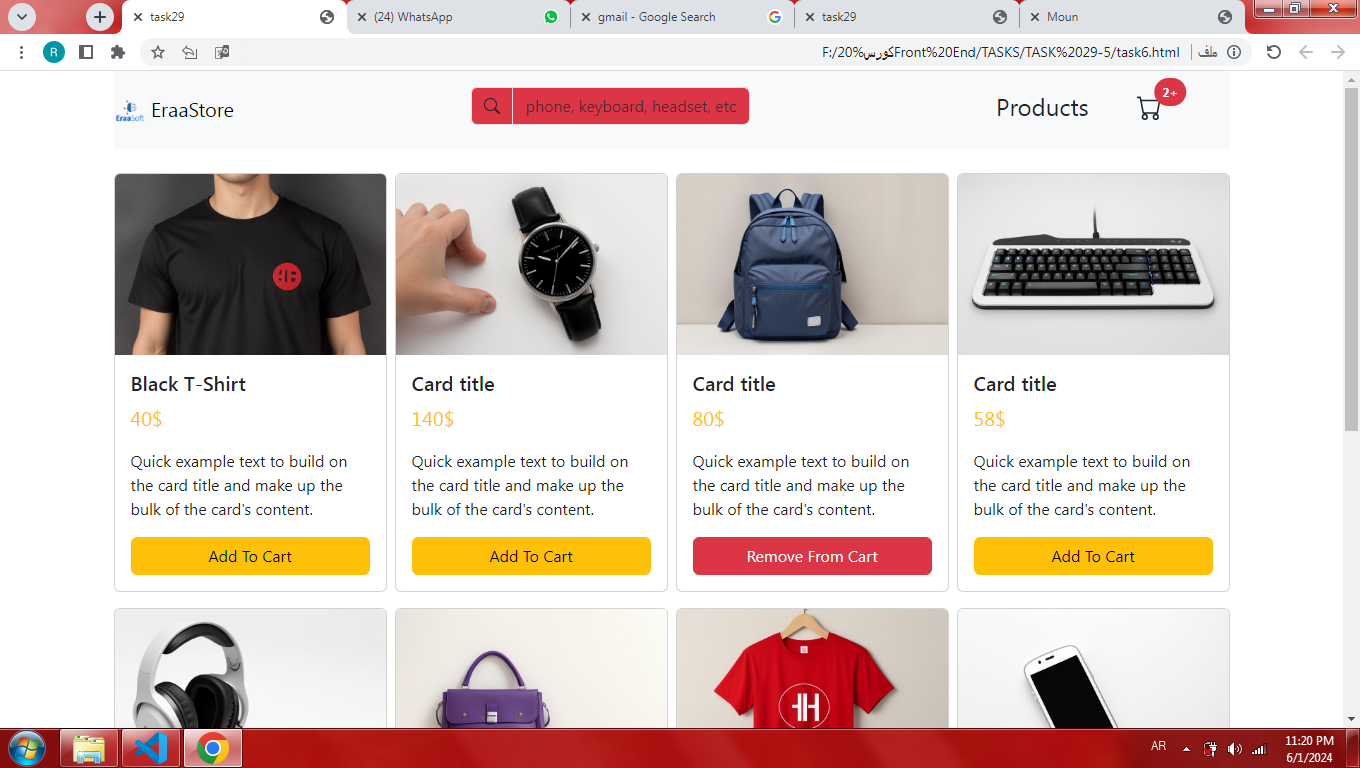 task29
(24) WhatsApp
gmail - Google Search
task29
Moun
R
F:/20%كورس%Front%20End/TASKS/TASK%2029-5/task6.html
ملف
EraaSoft
EraaStore
phone, keyboard, headset, etc
Products
2+
Black T-Shirt
40$
Quick example text to build on
the card title and make up the
bulk of the card's content.
Add To Cart
Card title
140$
Quick example text to build on
the card title and make up the
bulk of the card's content.
Add To Cart
Card title
80$
Quick example text to build on
the card title and make up the
bulk of the card's content.
Remove From Cart
Card title
58$
Quick example text to build on
the card title and make up the
bulk of the card's content.
Add To Cart
AR
11:20 PM
6/1/2024